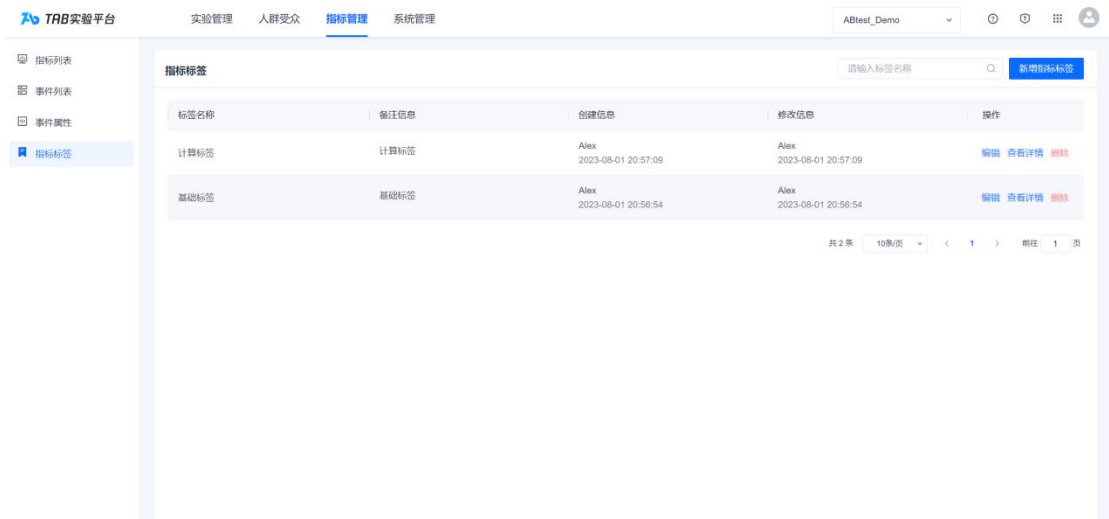 TAB实验平台 实验管理 人群受众 指标管理 系统管理 ABtest_Demo
指标列表
事件列表
事件属性
指标标签
指标标签 请输入标签名称 新增指标标签
标签名称 备注信息 创建信息 修改信息 操作
计算标签 计算标签 Alex Alex 编辑 查看详情 删除
2023-08-01 20:57:09 2023-08-01 20:57:09
基础标签 基础标签 Alex Alex 编辑 查看详情 删除
2023-08-01 20:56:54 2023-08-01 20:56:54
共 2 条 10条/页 1 前往 1 页